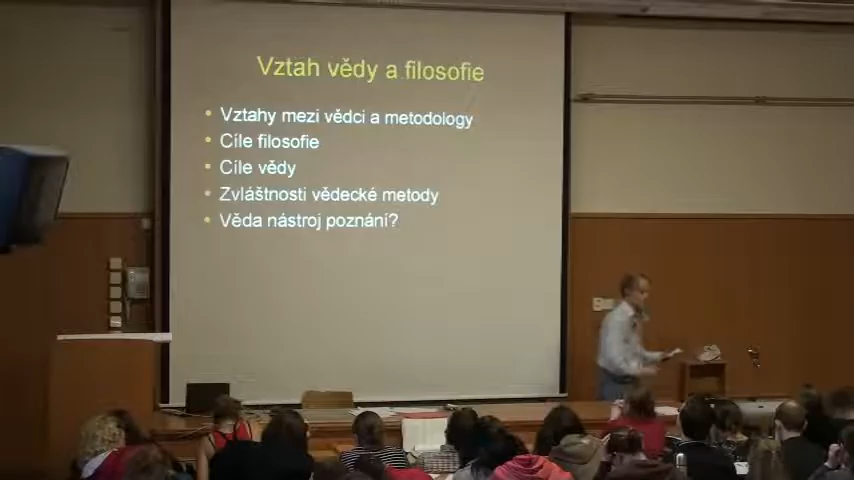 Vztah vědy a filosofie
• Vztahy mezi vědci a metodology
• Cíle filosofie
• Cíle vědy
• Zvláštnosti vědecké metody
• Věda nástroj poznání?